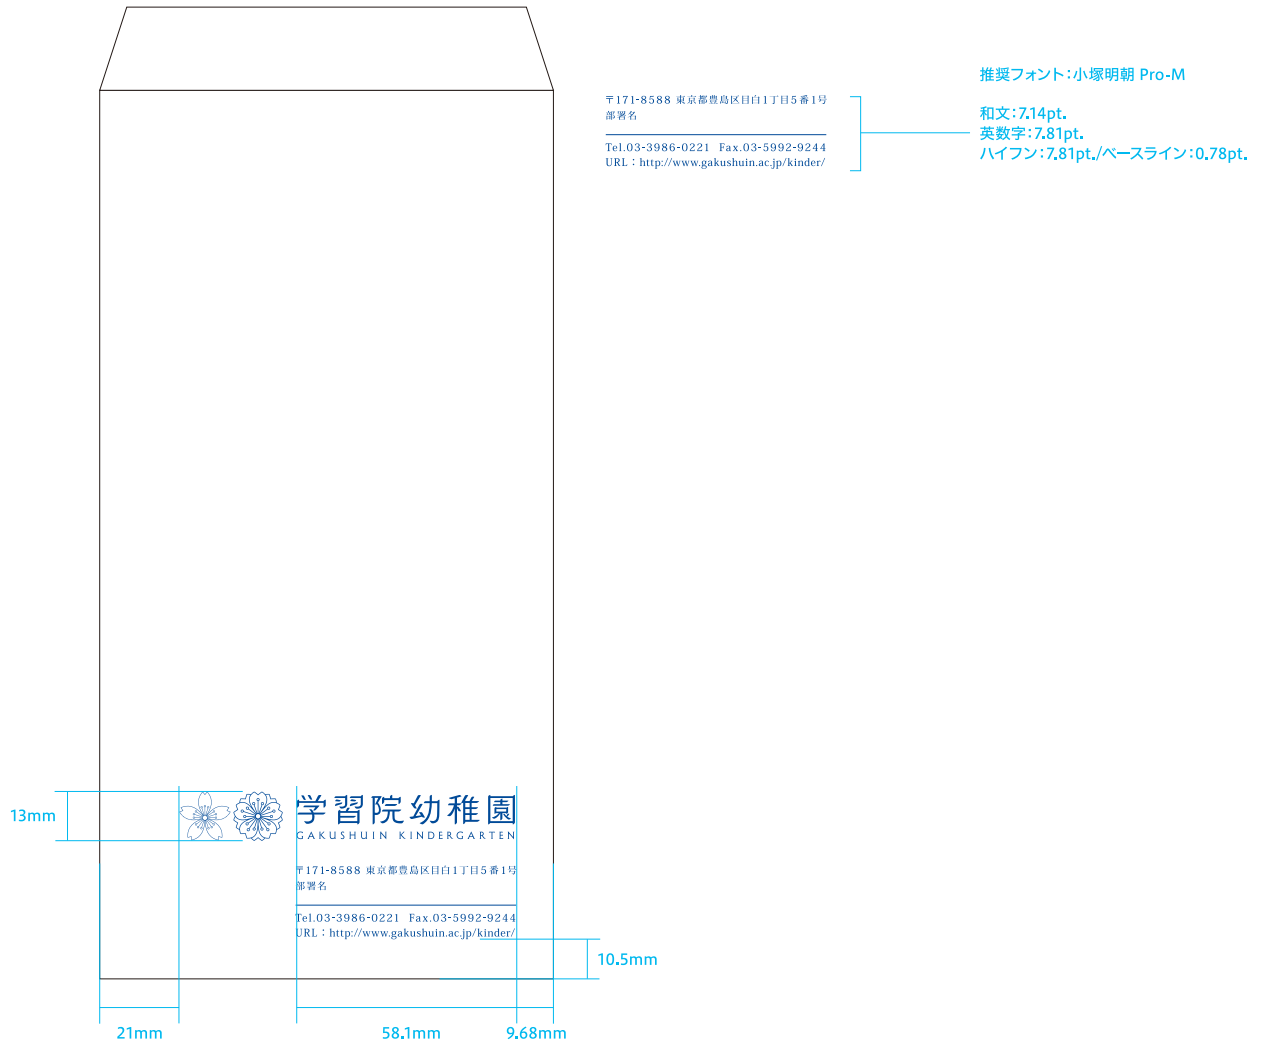 〒171-8588 東京都豊島区目白1丁目5番1号
部署名
Tel.03-3986-0221 Fax.03-5992-9244
URL：http://www.gakushuin.ac.jp/kinder/
推奨フォント：小塚明朝 Pro-M
和文：7.14pt.
英数字：7.81pt.
ハイフン：7.81pt./ベースライン：0.78pt.
13mm
学習院幼稚園
GAKUSHUIN KINDERGARTEN
〒171-8588 東京都豊島区目白1丁目5番1号
部署名
Tel.03-3986-0221 Fax.03-5992-9244
URL：http://www.gakushuin.ac.jp/kinder/
10.5mm
21mm
58.1mm
9.68mm